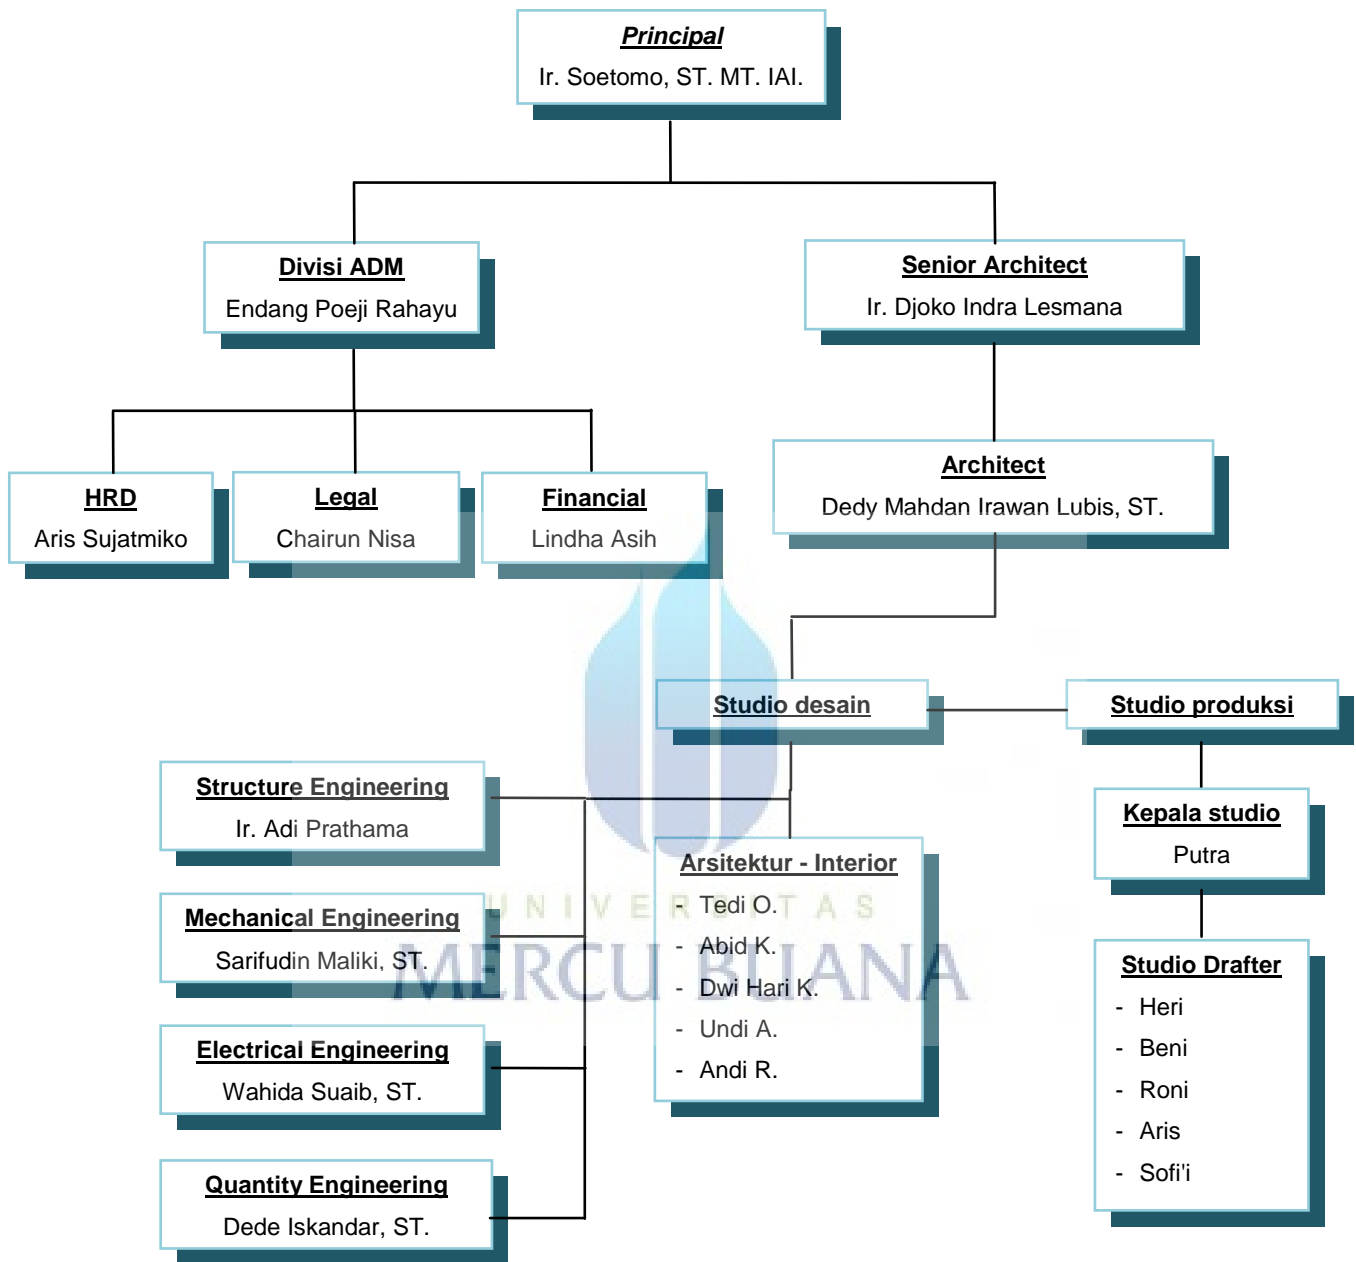 Principal
Ir. Soetomo, ST. MT. IAI.
Divisi ADM
Endang Poeji Rahayu
Senior Architect
Ir. Djoko Indra Lesmana
HRD
Aris Sujatmiko
Legal
Chairun Nisa
Financial
Lindha Asih
Architect
Dedy Mahdan Irawan Lubis, ST.
Studio desain
Studio produksi
Structure Engineering
Ir. Adi Prathama
Mechanical Engineering
Sarifudin Maliki, ST.
Electrical Engineering
Wahida Suaib, ST.
Quantity Engineering
Dede Iskandar, ST.
Arsitektur - Interior
- Tedi O.
- Abid K.
- Dwi Hari K.
- Undi A.
- Andi R.
Kepala studio
Putra
Studio Drafter
- Heri
- Beni
- Roni
- Aris
- Sofi'i
UNIVERSITAS
MERCU BUANA